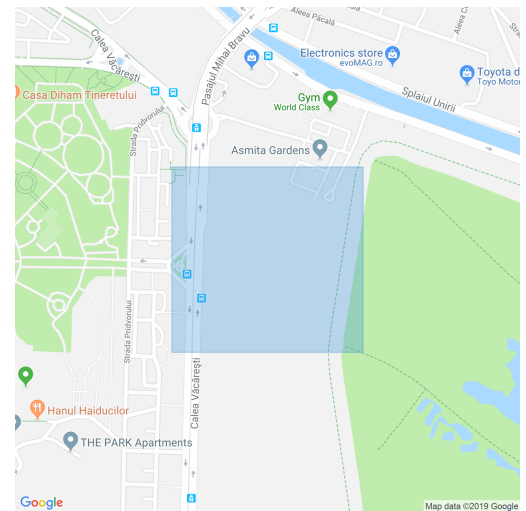 Aleea Păcală
Aleea C
Calea Văcărești
Pasajul Mihai Bravu
Electronics store
evoMAG.ro
Toyota d
Toyo Motor
Casa Diham Tineretului
Splaiul Unirii
Gym
World Class
Strada Pridvorului
Asmita Gardens
Strada Pridvorului
Calea Văcărești
Hanul Haiducilor
THE PARK Apartments
Google
Map data ©2019 Google